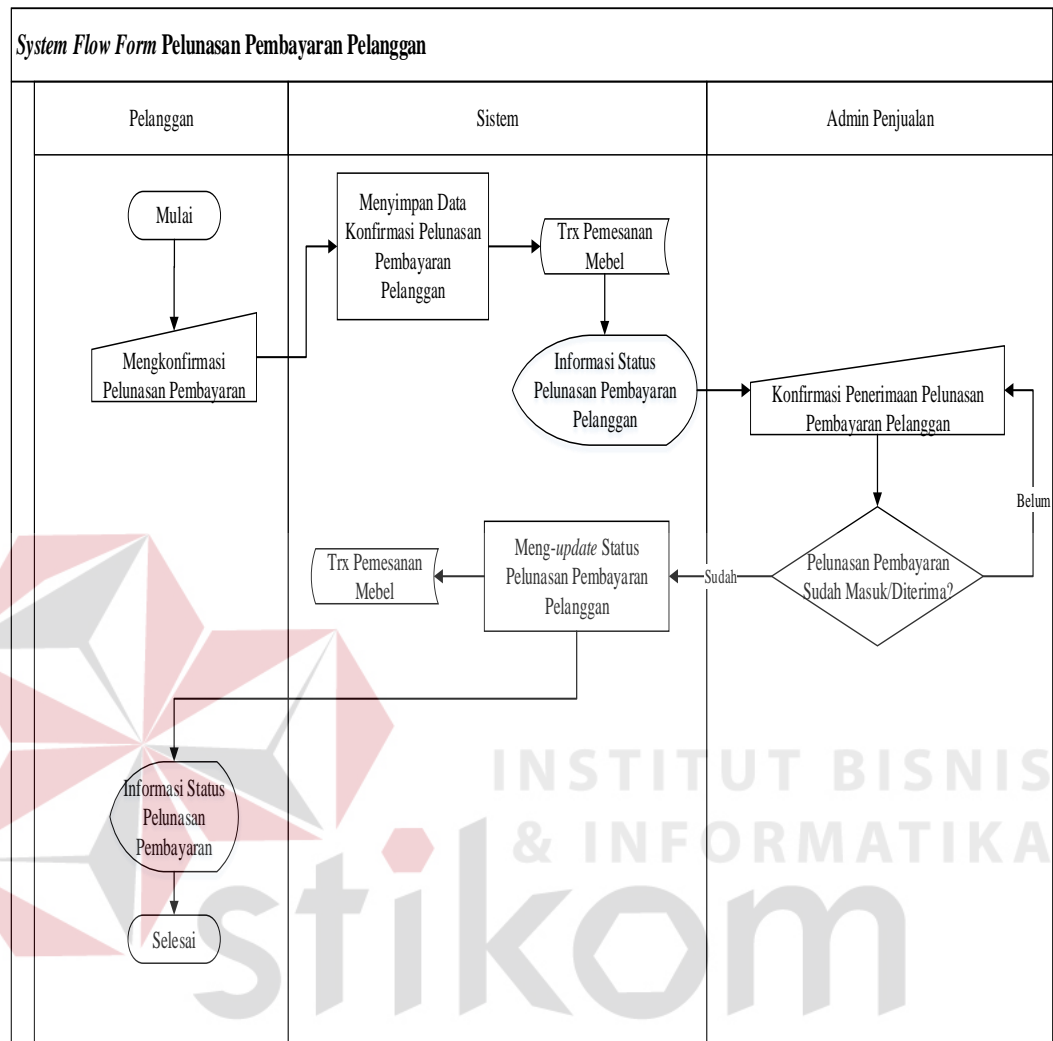 System Flow Form Pelunasan Pembayaran Pelanggan
Pelanggan
Sistem
Admin Penjualan
Mulai
Menyimpan Data
Konfirmasi Pelunasan
Pembayaran
Pelanggan
Trx Pemesanan
Mebel
Mengkonfirmasi
Pelunasan Pembayaran
Informasi Status
Pelunasan Pembayaran
Pelanggan
Konfirmasi Penerimaan Pelunasan
Pembayaran Pelanggan
Belum
Pelunasan Pembayaran
Sudah Masuk/Diterima?
Sudah
Meng-update Status
Pelunasan Pembayaran
Pelanggan
Trx Pemesanan
Mebel
Informasi Status
Pelunasan
Pembayaran
Selesai
INSTITUT BISNIS
& INFORMATIKA
stikom